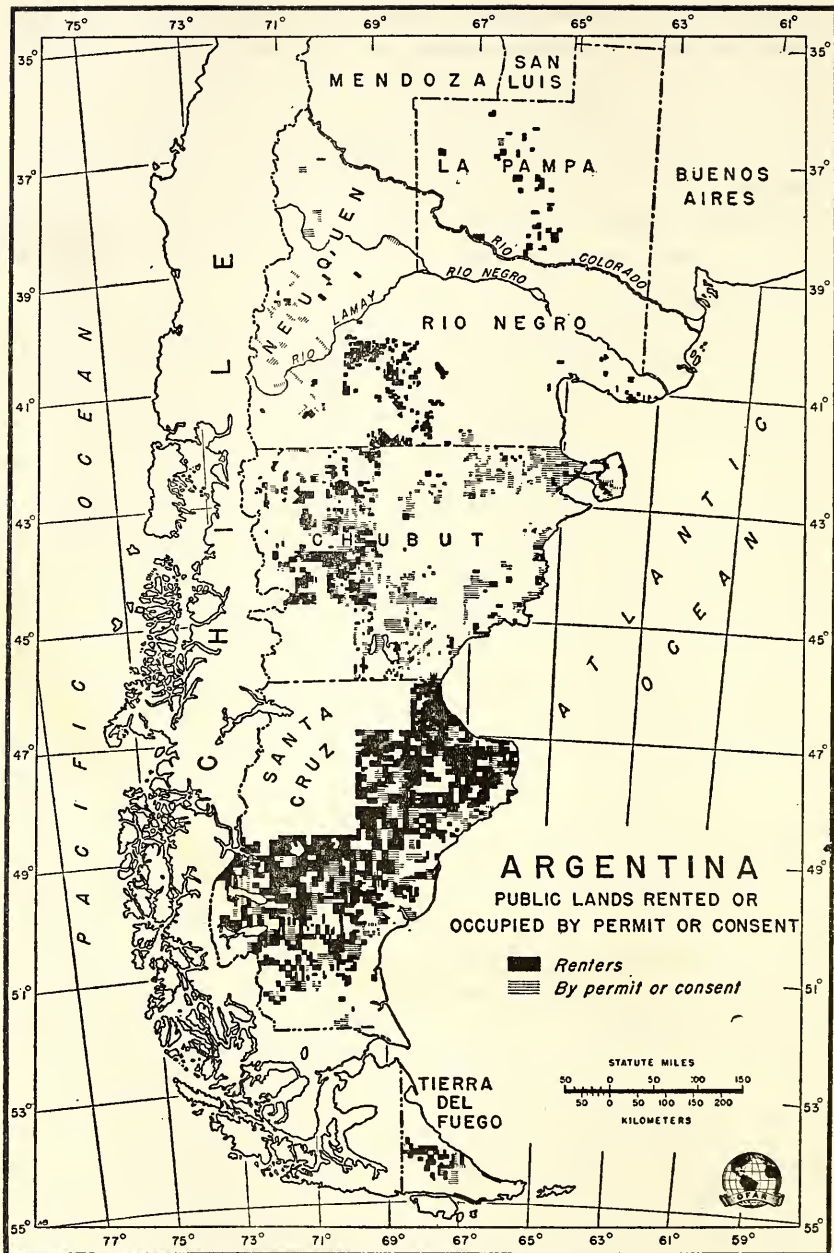 75° 73° 71° 69° 67° 65° 63° 61°
35° 35°
MENDOZA
SAN
LUIS
LA PAMPA
BUENOS
AIRES
37° 37°
NEUQUEN
RIO COLORADO
RIO NEGRO
RIO LAMAY
39° 39°
RIO NEGRO
41° 41°
PACIFIC OCEAN
CHILE
ATLANTIC
OCEAN
43° 43°
CHUBUT
45° 45°
SANTA
CRUZ
47° 47°
49° 49°
ARGENTINA
PUBLIC LANDS RENTED OR
OCCUPIED BY PERMIT OR CONSENT
Renters
By permit or consent
51° 51°
STATUTE MILES
50 0 50 100 150
50 0 50 100 150 200
KILOMETERS
TIERRA
DEL
FUEGO
53° 53°
OFAR
55° 55°
77° 75° 73° 71° 69° 67° 65° 63° 61° 59°